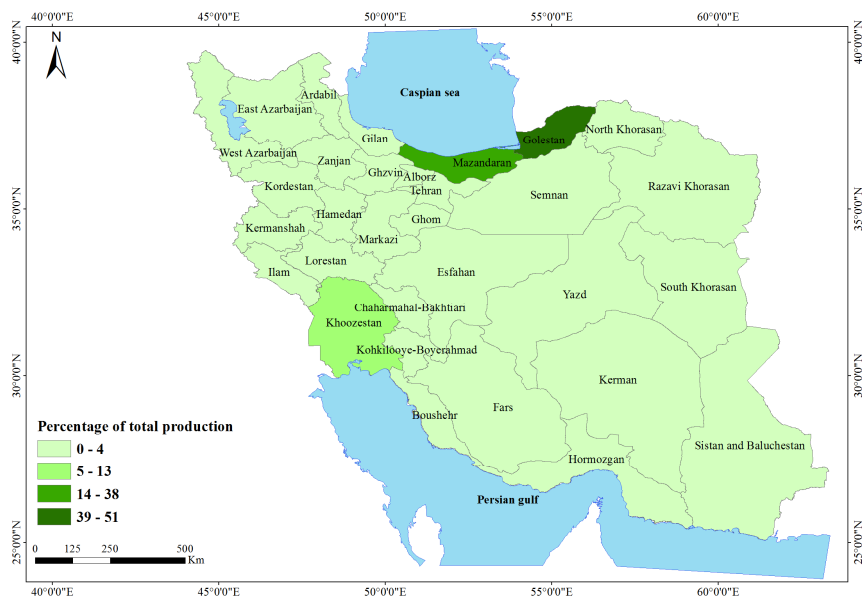 40°0'0"E 45°0'0"E 50°0'0"E 55°0'0"E 60°0'0"E
40°0'0"N
40°0'0"N
N
Caspian sea
Ardabil
East Azarbaijan
Gilan
Golestan
North Khorasan
West Azarbaijan
Zanjan
Mazandaran
Ghzvin
Alborz
Tehran
Kordestan
Semnan
Razavi Khorasan
35°0'0"N
35°0'0"N
Hamedan
Ghom
Kermanshah
Markazi
Lorestan
Ilam
Esfahan
South Khorasan
Yazd
Chaharmahal-Bakhtiari
Khoozestan
Kohkilooye-Boyerahmad
30°0'0"N
30°0'0"N
Kerman
Fars
Boushehr
Sistan and Baluchestan
Hormozgan
Persian gulf
Percentage of total production
0 - 4
5 - 13
14 - 38
39 - 51
25°0'0"N
25°0'0"N
0 125 250 500
Km
40°0'0"E 45°0'0"E 50°0'0"E 55°0'0"E 60°0'0"E